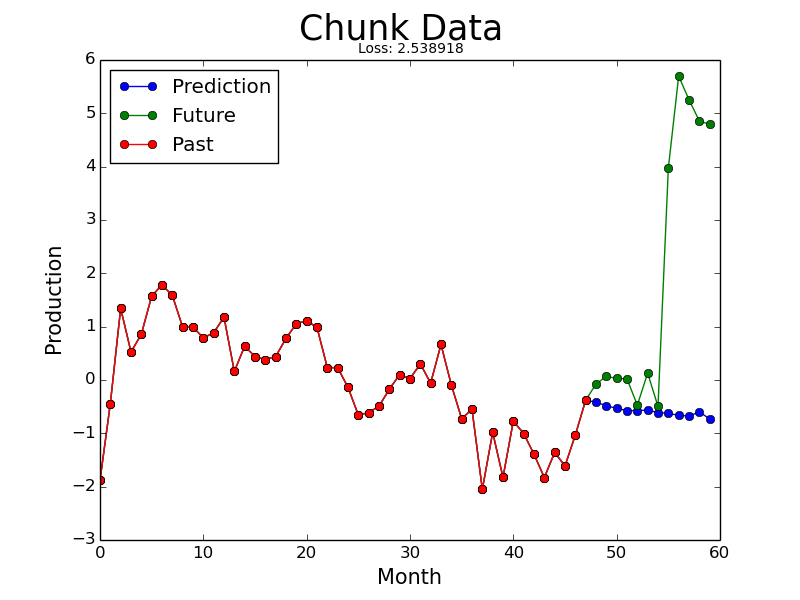 Chunk Data
Loss: 2.538918
6
5
4
3
2
1
0
−1
−2
−3
Prediction
Future
Past
Production
0 10 20 30 40 50 60
Month